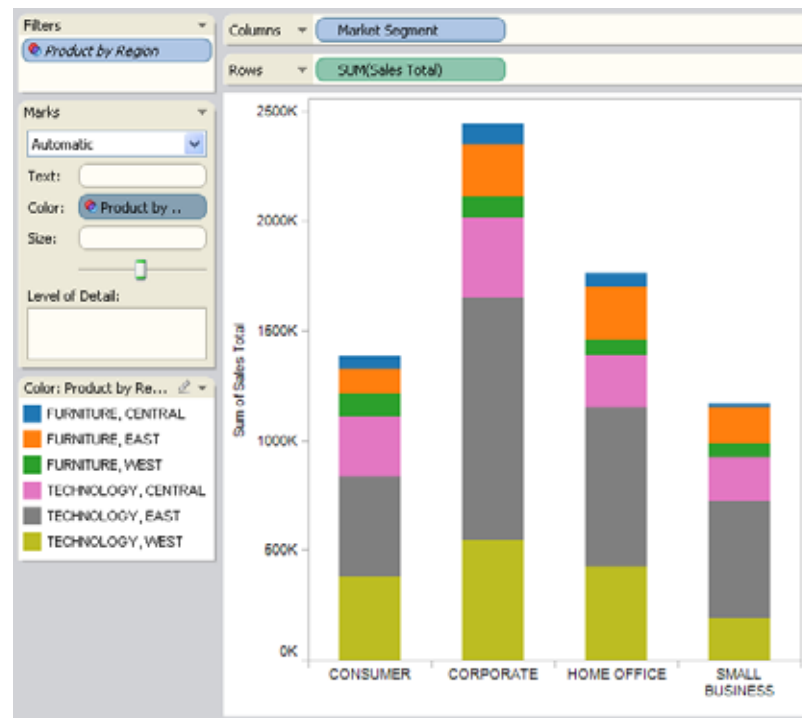 Filters
Product by Region
Columns
Market Segment
Rows
SUM(Sales Total)
Marks
Automatic
Text:
Color:
Product by ..
Size:
Level of Detail:
Color: Product by Re...
FURNITURE, CENTRAL
FURNITURE, EAST
FURNITURE, WEST
TECHNOLOGY, CENTRAL
TECHNOLOGY, EAST
TECHNOLOGY, WEST
Sum of Sales Total
2500K
2000K
1500K
1000K
500K
0K
CONSUMER
CORPORATE
HOME OFFICE
SMALL
BUSINESS